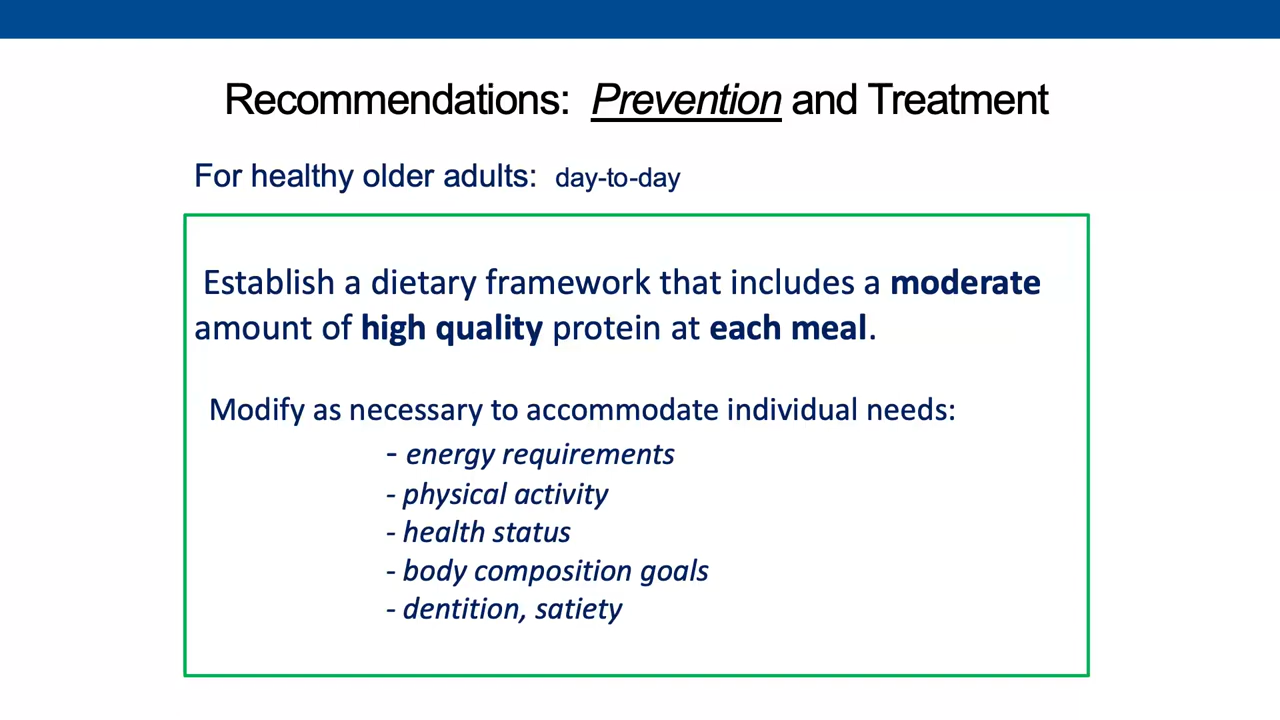 Recommendations: Prevention and Treatment
For healthy older adults: day-to-day
Establish a dietary framework that includes a moderate
amount of high quality protein at each meal.
Modify as necessary to accommodate individual needs:
- energy requirements
- physical activity
- health status
- body composition goals
- dentition, satiety